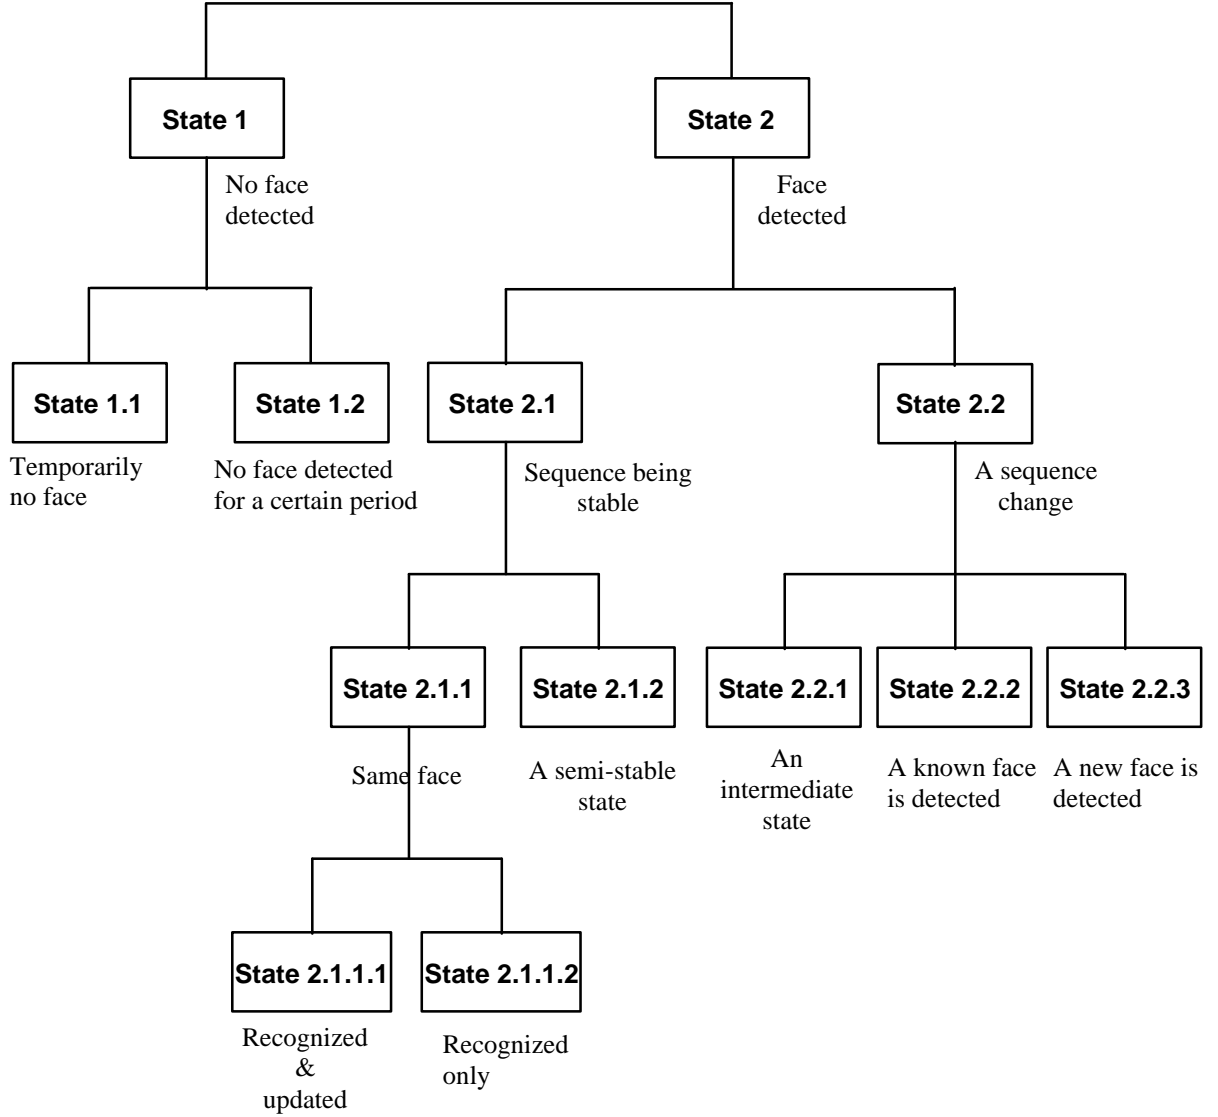 State 1
State 2
No face
detected
Face
detected
State 1.1
State 1.2
State 2.1
State 2.2
Temporarily
no face
No face detected
for a certain period
Sequence being
stable
A sequence
change
State 2.1.1
State 2.1.2
State 2.2.1
State 2.2.2
State 2.2.3
Same face
A semi-stable
state
An
intermediate
state
A known face
is detected
A new face is
detected
State 2.1.1.1
State 2.1.1.2
Recognized
&
updated
Recognized
only